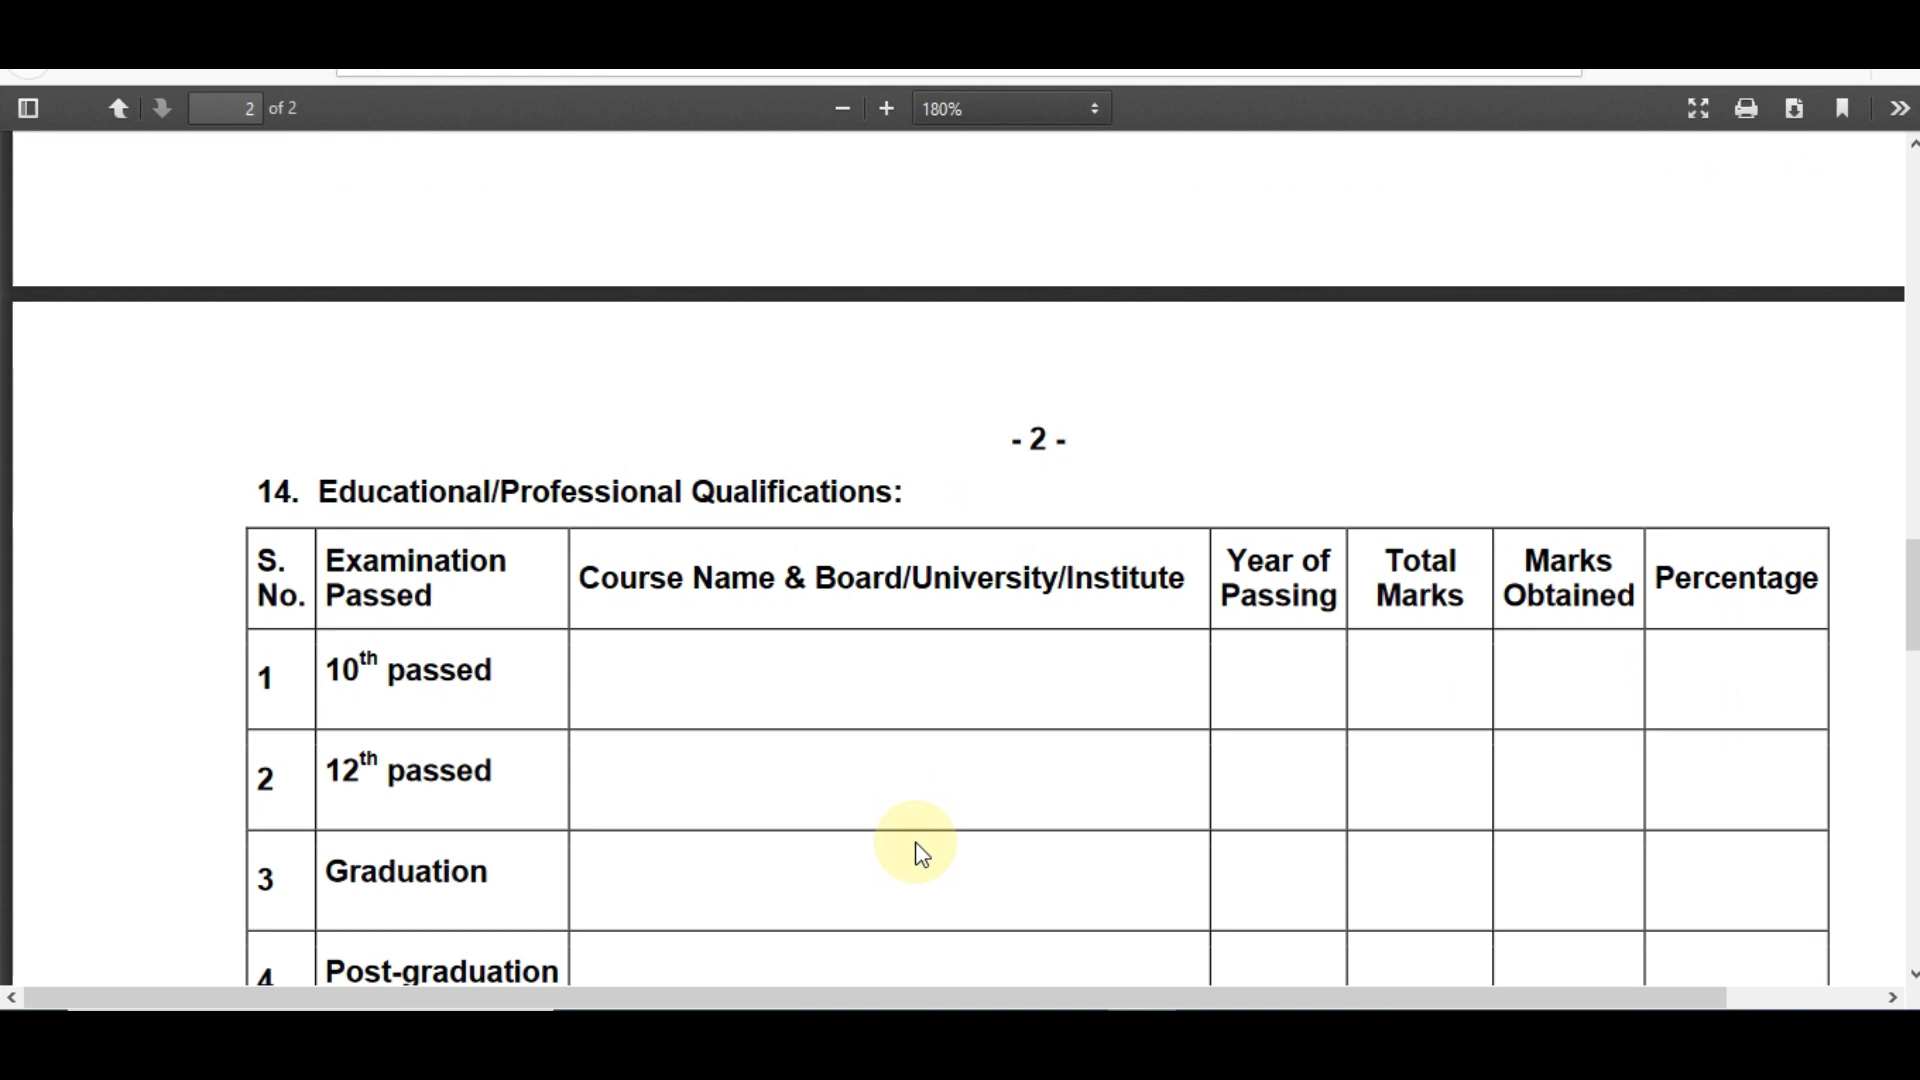 2 of 2
180%
- 2 -
14. Educational/Professional Qualifications:
S. No. Examination Passed Course Name & Board/University/Institute Year of Passing Total Marks Marks Obtained Percentage
1 10th passed
2 12th passed
3 Graduation
4 Post-graduation